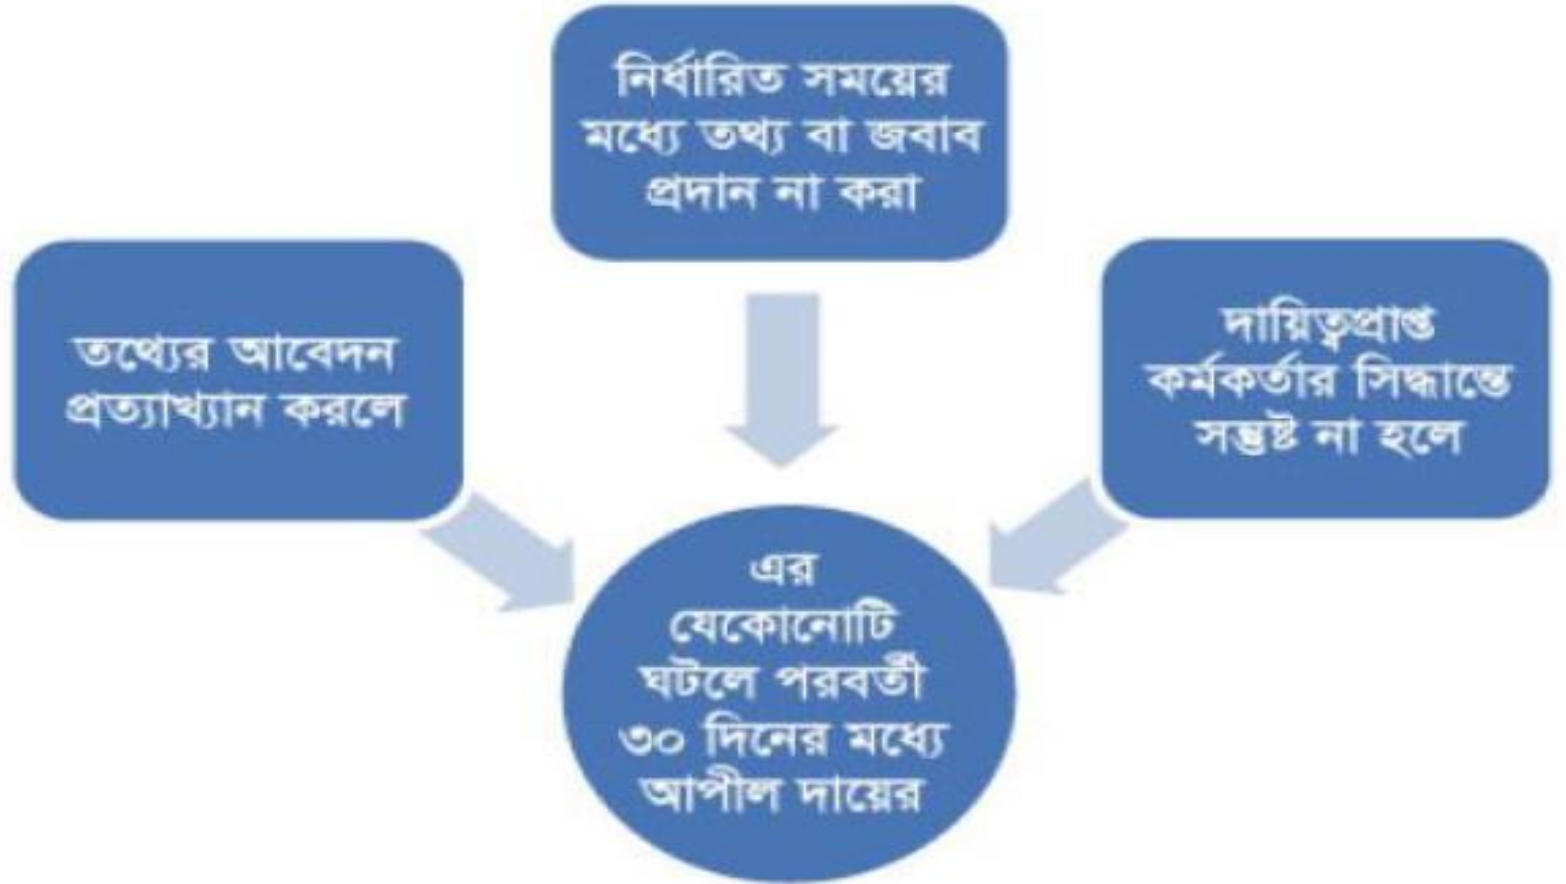 নির্ধারিত সময়ের
মধ্যে তথ্য বা জবাব
প্রদান না করা
তথ্যের আবেদন
প্রত্যাখ্যান করলে
দায়িত্বপ্রাপ্ত
কর্মকর্তার সিদ্ধান্তে
সন্তুষ্ট না হলে
এর
যেকোনোটি
ঘটলে পরবর্তী
৩০ দিনের মধ্যে
আপীল দায়ের